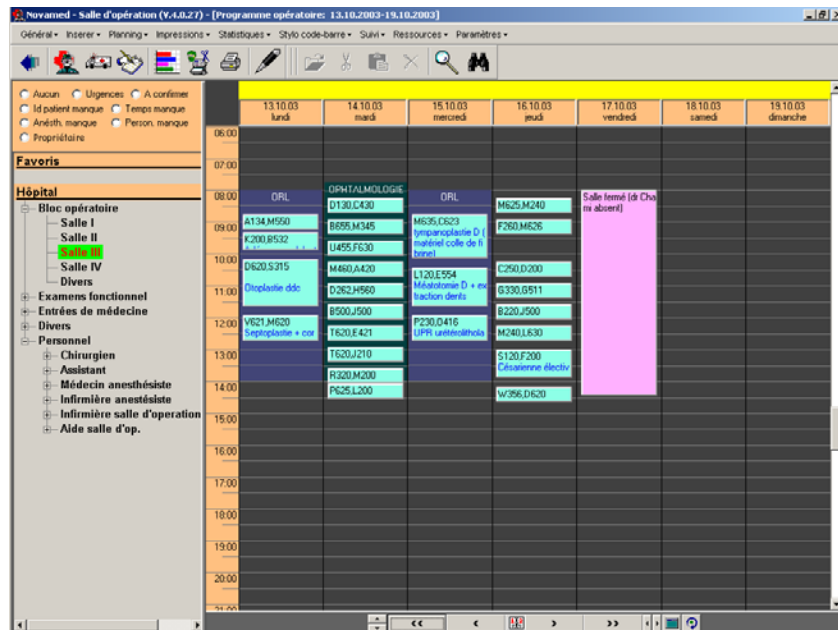 Novamed - Salle d'opération (V.4.0.27) - [Programme opératoire: 13.10.2003-19.10.2003]
Général Inserer Planning Impressions Statistiques Stylo code-barre Suivi Ressources Paramètres
Aucun Urgences A confirmer
Id patient manque Temps manque
Anésth. manque Person. manque
Propriétaire
Favoris
Hôpital
Bloc opératoire
Salle I
Salle II
Salle III
Salle IV
Divers
Examens fonctionnel
Entrées de médecine
Divers
Personnel
Chirurgien
Assistant
Médecin anesthésiste
Infirmière anestésiste
Infirmière salle d'operation
Aide salle d'op.
13.10.03 14.10.03 15.10.03 16.10.03 17.10.03 18.10.03 19.10.03
lundi mardi mercredi jeudi vendredi samedi dimanche
06:00
07:00
08:00
09:00
10:00
11:00
12:00
13:00
14:00
15:00
16:00
17:00
18:00
19:00
20:00
21:00
ORL
A134,M550
K200,B532
D620,S315
Otoplastie ddc
V621,M620
Septoplastie + cor
OPHTALMOLOGIE
D130,C430
B655,M345
U455,F630
M460,A420
D262,H560
B500,J500
T620,E421
T620,J210
R320,M200
P625,L200
ORL
M635,C623
tympanoplastie D (
matériel colle de fi
brine)
L120,E554
Méatotomie D + ex
traction dents
P230,O416
UPR urétérolithola
M625,M240
F260,M626
C250,D200
G330,G511
B220,J500
M240,L630
S120,F200
Césarienne électiv
W356,D620
Salle fermé (dr Cha
mi absent)